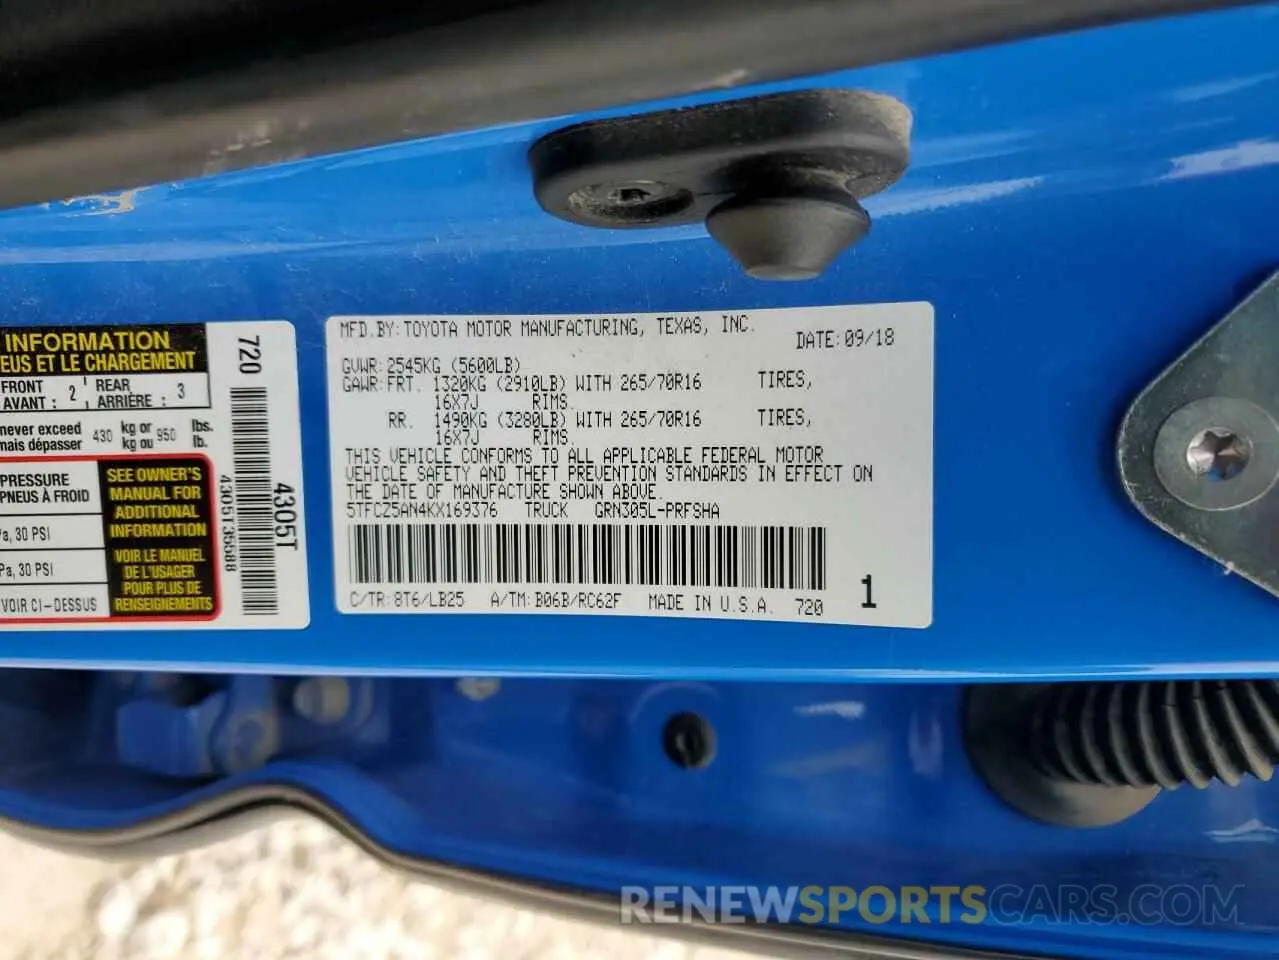 INFORMATION
EUS ET LE CHARGEMENT
FRONT
AVANT : 2
REAR
ARRIÈRE : 3
never exceed
mais dépasser 430 kg or
kg ou 950 lbs.
lb.
PRESSURE
PNEUS À FROID
a, 30 PSI
Pa, 30 PSI
VOIR CI-DESSUS
SEE OWNER'S
MANUAL FOR
ADDITIONAL
INFORMATION
VOIR LE MANUEL
DE L'USAGER
POUR PLUS DE
RENSEIGNEMENTS
720
4305T
4305T35588
MFD.BY:TOYOTA MOTOR MANUFACTURING, TEXAS, INC.
DATE:09/18
GVWR:2545KG (5600LB)
GAWR:FRT. 1320KG (2910LB) WITH 265/70R16 TIRES,
16X7J RIMS.
RR. 1490KG (3280LB) WITH 265/70R16 TIRES,
16X7J RIMS.
THIS VEHICLE CONFORMS TO ALL APPLICABLE FEDERAL MOTOR
VEHICLE SAFETY AND THEFT PREVENTION STANDARDS IN EFFECT ON
THE DATE OF MANUFACTURE SHOWN ABOVE.
5TFCZ5AN4KX169376 TRUCK GRN305L-PRFSHA
C/TR:8T6/LB25 A/TM:B06B/RC62F MADE IN U.S.A. 720 1
RENEWSPORTSCARS.COM